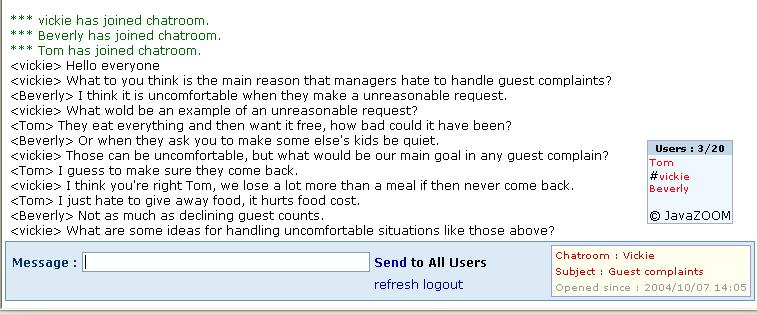 *** vickie has joined chatroom.
*** Beverly has joined chatroom.
*** Tom has joined chatroom.
<vickie> Hello everyone
<vickie> What to you think is the main reason that managers hate to handle guest complaints?
<Beverly> I think it is uncomfortable when they make a unreasonable request.
<vickie> What wold be an example of an unreasonable request?
<Tom> They eat everything and then want it free, how bad could it have been?
<Beverly> Or when they ask you to make some else's kids be quiet.
<vickie> Those can be uncomfortable, but what would be our main goal in any guest complain?
<Tom> I guess to make sure they come back.
<vickie> I think you're right Tom, we lose a lot more than a meal if then never come back.
<Tom> I just hate to give away food, it hurts food cost.
<Beverly> Not as much as declining guest counts.
<vickie> What are some ideas for handling uncomfortable situations like those above?
Users : 3/20
Tom
#vickie
Beverly
© JavaZOOM
Message :
Send to All Users
refresh logout
Chatroom : Vickie
Subject : Guest complaints
Opened since : 2004/10/07 14:05